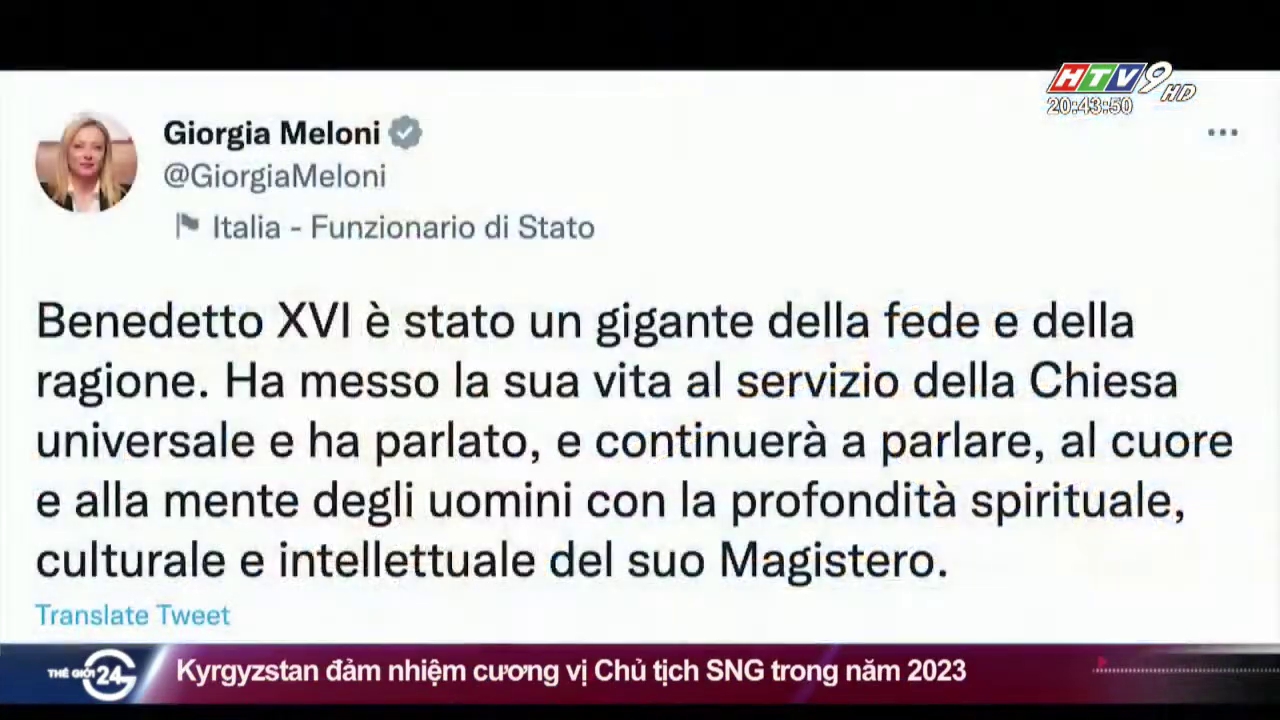 HTV9 HD
20:43:50
Giorgia Meloni
@GiorgiaMeloni
Italia - Funzionario di Stato
Benedetto XVI è stato un gigante della fede e della
ragione. Ha messo la sua vita al servizio della Chiesa
universale e ha parlato, e continuerà a parlare, al cuore
e alla mente degli uomini con la profondità spirituale,
culturale e intellettuale del suo Magistero.
Translate Tweet
THẾ GIỚI 24G
Kyrgyzstan đảm nhiệm cương vị Chủ tịch SNG trong năm 2023